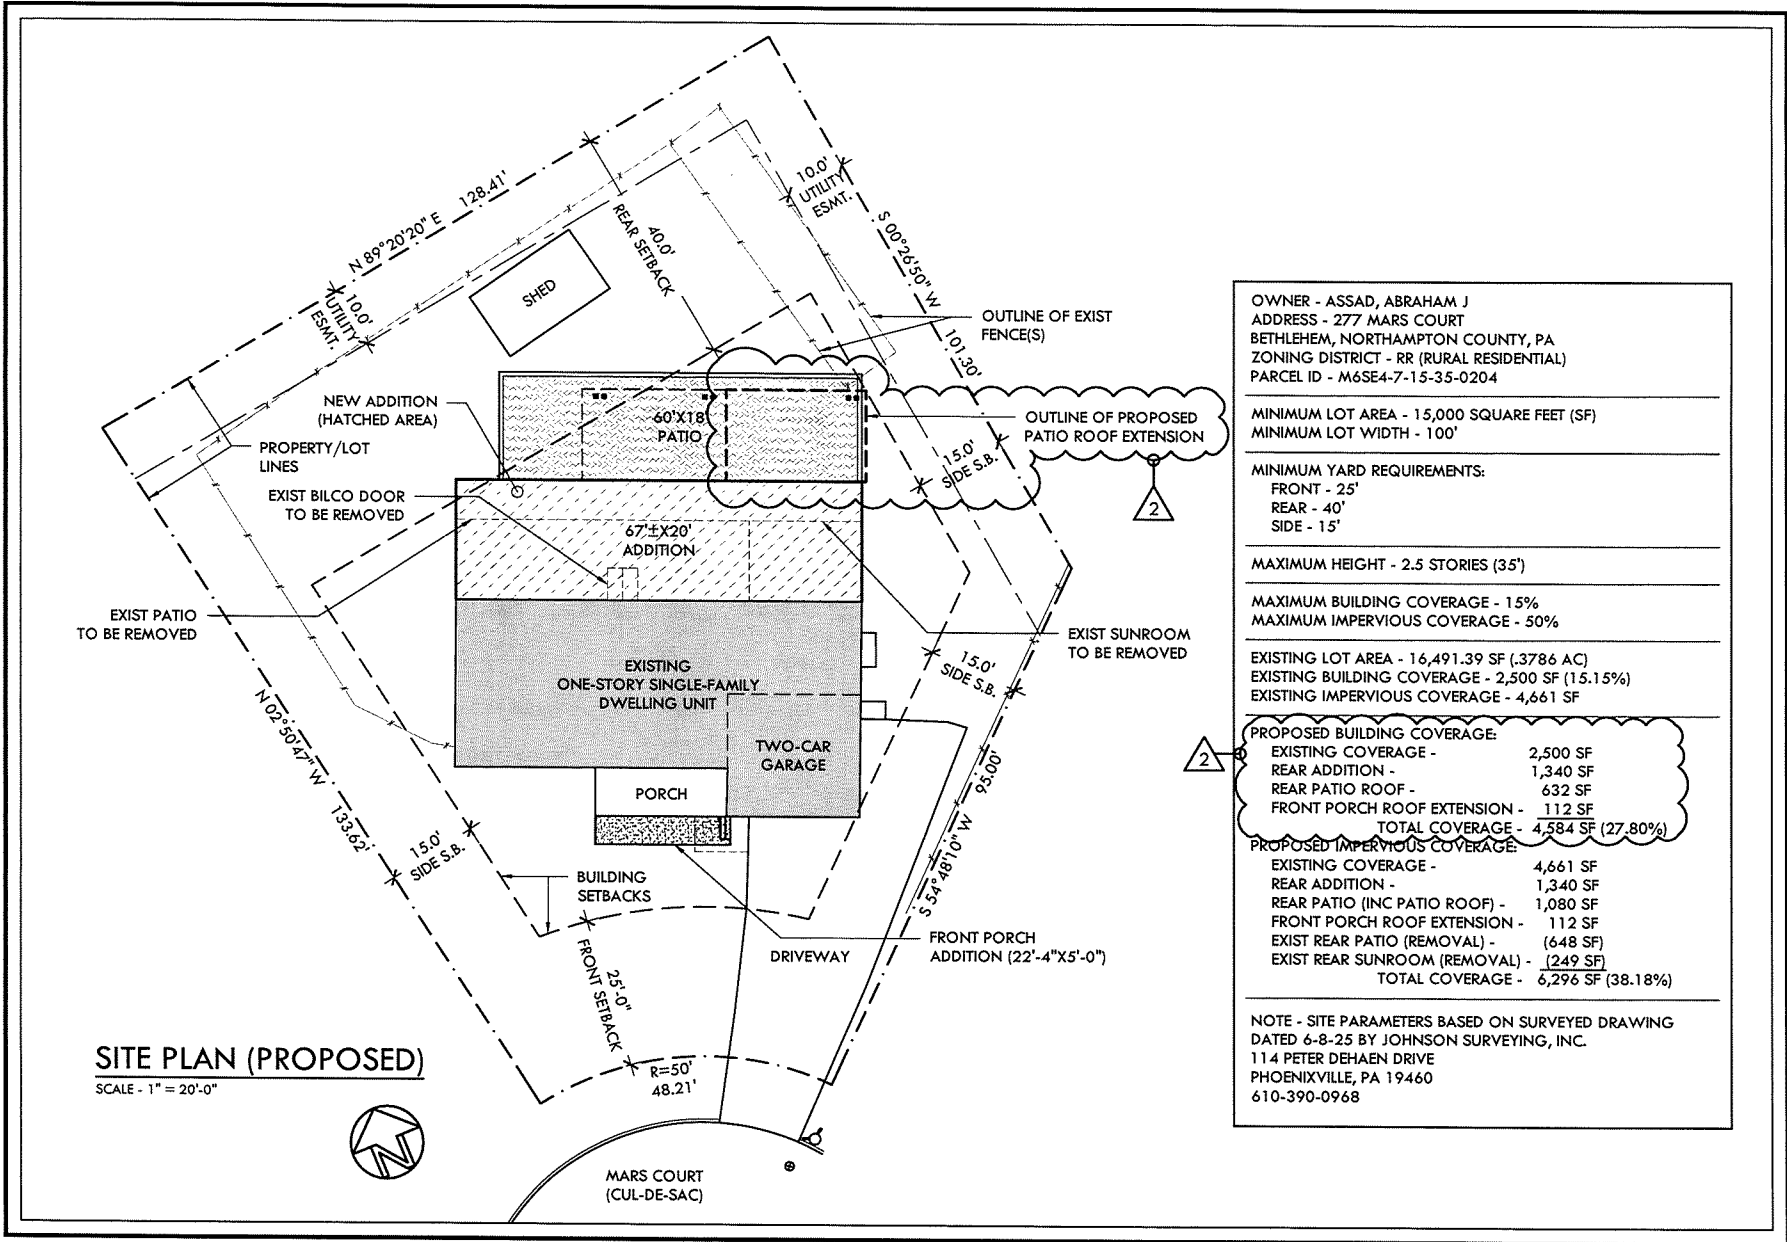 N 89°20'20" E 128.41'
10.0'
UTILITY
ESMT.
S 00°26'50" W 101.30'
40.0'
REAR SETBACK
10.0'
UTILITY
ESMT.
SHED
OUTLINE OF EXIST
FENCE(S)
NEW ADDITION
(HATCHED AREA)
PROPERTY/LOT
LINES
60'X18'
PATIO
OUTLINE OF PROPOSED
PATIO ROOF EXTENSION
15.0'
SIDE S.B.
2
EXIST BILCO DOOR
TO BE REMOVED
67'±X20'
ADDITION
EXIST PATIO
TO BE REMOVED
EXIST SUNROOM
TO BE REMOVED
15.0'
SIDE S.B.
EXISTING
ONE-STORY SINGLE-FAMILY
DWELLING UNIT
TWO-CAR
GARAGE
PORCH
N 02°50'47" W 133.62'
S 54°48'10" W 95.00'
15.0'
SIDE S.B.
BUILDING
SETBACKS
FRONT PORCH
ADDITION (22'-4"X5'-0")
DRIVEWAY
25'-0"
FRONT SETBACK
R=50'
48.21'
MARS COURT
(CUL-DE-SAC)
SITE PLAN (PROPOSED)
SCALE - 1" = 20'-0"
N
OWNER - ASSAD, ABRAHAM J
ADDRESS - 277 MARS COURT
BETHLEHEM, NORTHAMPTON COUNTY, PA
ZONING DISTRICT - RR (RURAL RESIDENTIAL)
PARCEL ID - M6SE4-7-15-35-0204
MINIMUM LOT AREA - 15,000 SQUARE FEET (SF)
MINIMUM LOT WIDTH - 100'
MINIMUM YARD REQUIREMENTS:
FRONT - 25'
REAR - 40'
SIDE - 15'
MAXIMUM HEIGHT - 2.5 STORIES (35')
MAXIMUM BUILDING COVERAGE - 15%
MAXIMUM IMPERVIOUS COVERAGE - 50%
EXISTING LOT AREA - 16,491.39 SF (.3786 AC)
EXISTING BUILDING COVERAGE - 2,500 SF (15.15%)
EXISTING IMPERVIOUS COVERAGE - 4,661 SF
2
PROPOSED BUILDING COVERAGE:
EXISTING COVERAGE - 2,500 SF
REAR ADDITION - 1,340 SF
REAR PATIO ROOF - 632 SF
FRONT PORCH ROOF EXTENSION - 112 SF
TOTAL COVERAGE - 4,584 SF (27.80%)
PROPOSED IMPERVIOUS COVERAGE:
EXISTING COVERAGE - 4,661 SF
REAR ADDITION - 1,340 SF
REAR PATIO (INC PATIO ROOF) - 1,080 SF
FRONT PORCH ROOF EXTENSION - 112 SF
EXIST REAR PATIO (REMOVAL) - (648 SF)
EXIST REAR SUNROOM (REMOVAL) - (249 SF)
TOTAL COVERAGE - 6,296 SF (38.18%)
NOTE - SITE PARAMETERS BASED ON SURVEYED DRAWING
DATED 6-8-25 BY JOHNSON SURVEYING, INC.
114 PETER DEHAEN DRIVE
PHOENIXVILLE, PA 19460
610-390-0968